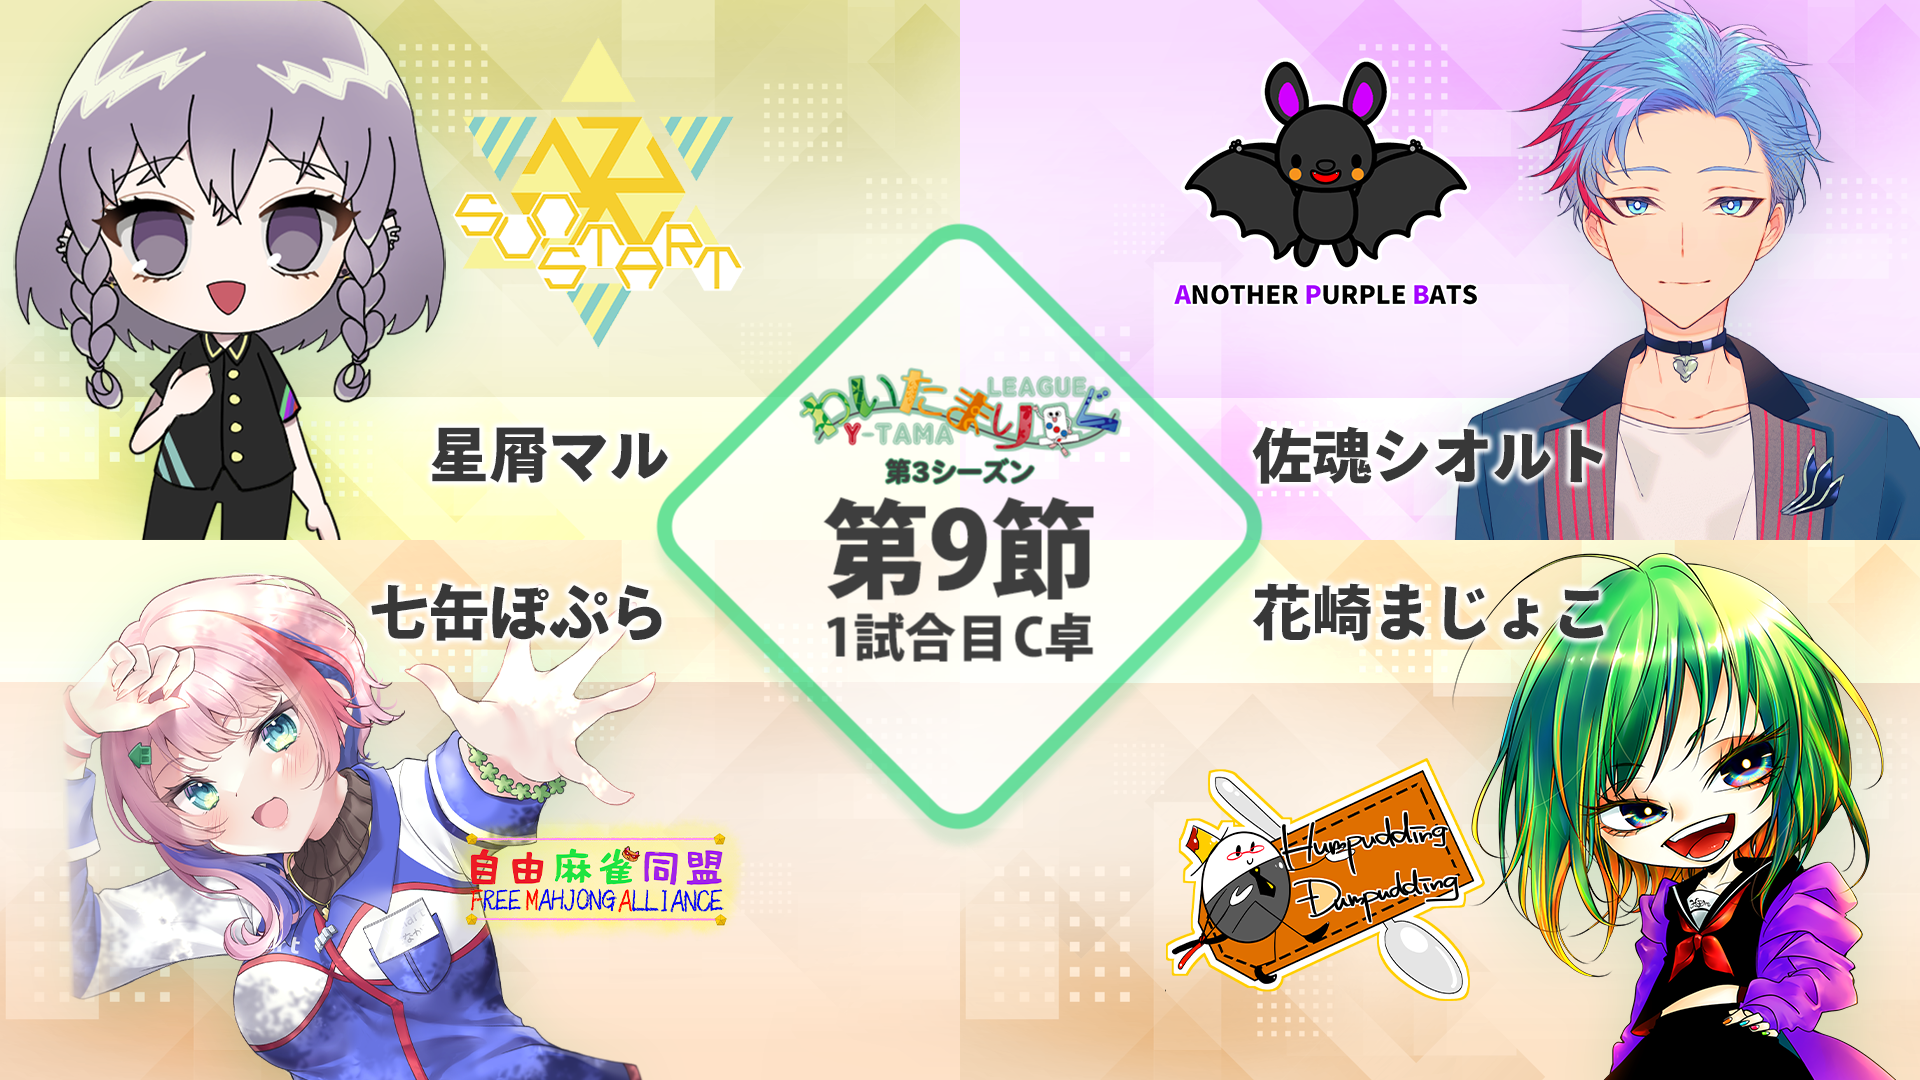 SUNSTART
ANOTHER PURPLE BATS
星屑マル
佐魂シオルト
わいたまりーぐ
LEAGUE
Y-TAMA
第3シーズン
第9節
1試合目 C卓
七缶ぽぷら
花崎まじょこ
自由麻雀同盟
FREE MAHJONG ALLIANCE
Humpudding
Dumpudding